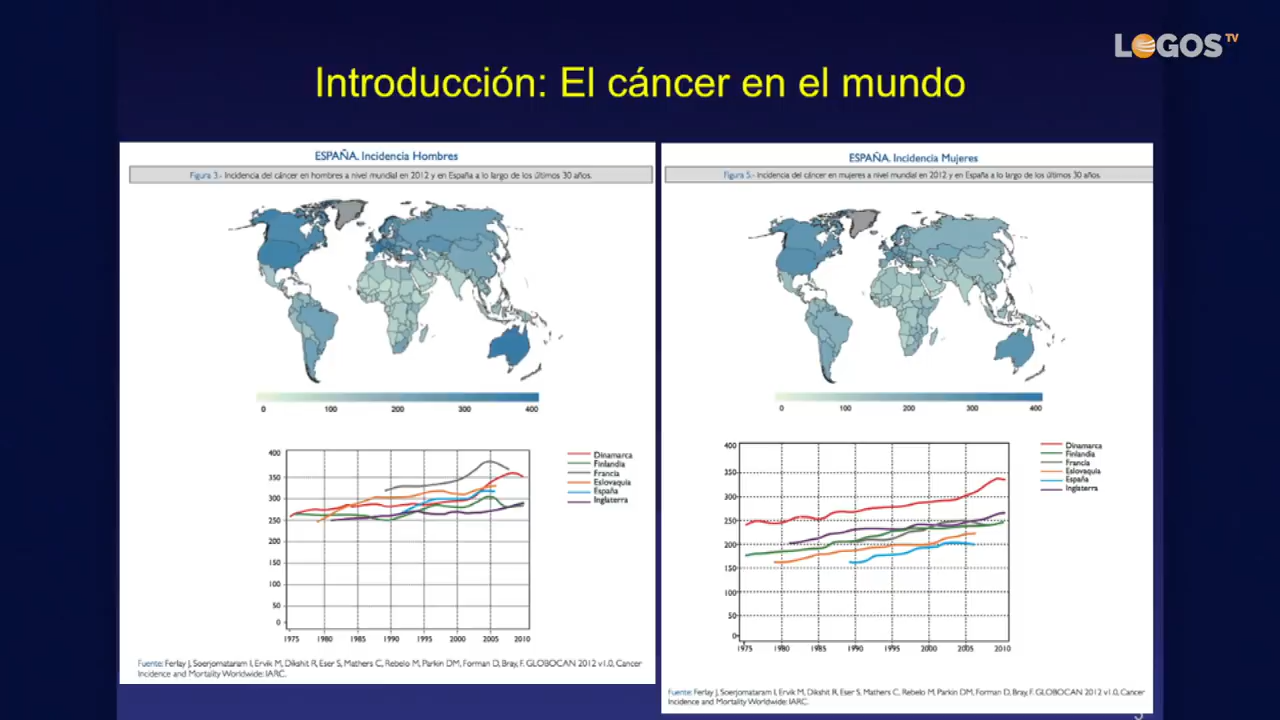 LOGOS TV
Introducción: El cáncer en el mundo
ESPAÑA. Incidencia Hombres
Figura 3.- Incidencia del cáncer en hombres a nivel mundial en 2012 y en España a lo largo de los últimos 30 años.
0 100 200 300 400
400
350
300
250
200
150
100
50
0
1975 1980 1985 1990 1995 2000 2005 2010
Dinamarca
Finlandia
Francia
Eslovaquia
España
Inglaterra
Fuente: Ferlay J, Soerjomataram I, Ervik M, Dikshit R, Eser S, Mathers C, Rebelo M, Parkin DM, Forman D, Bray, F. GLOBOCAN 2012 v1.0, Cancer
Incidence and Mortality Worldwide: IARC.
ESPAÑA. Incidencia Mujeres
Figura 5.- Incidencia del cáncer en mujeres a nivel mundial en 2012 y en España a lo largo de los últimos 30 años.
0 100 200 300 400
400
350
300
250
200
150
100
50
0
1975 1980 1985 1990 1995 2000 2005 2010
Dinamarca
Finlandia
Francia
Eslovaquia
España
Inglaterra
Fuente: Ferlay J, Soerjomataram I, Ervik M, Dikshit R, Eser S, Mathers C, Rebelo M, Parkin DM, Forman D, Bray, F. GLOBOCAN 2012 v1.0, Cancer
Incidence and Mortality Worldwide: IARC.